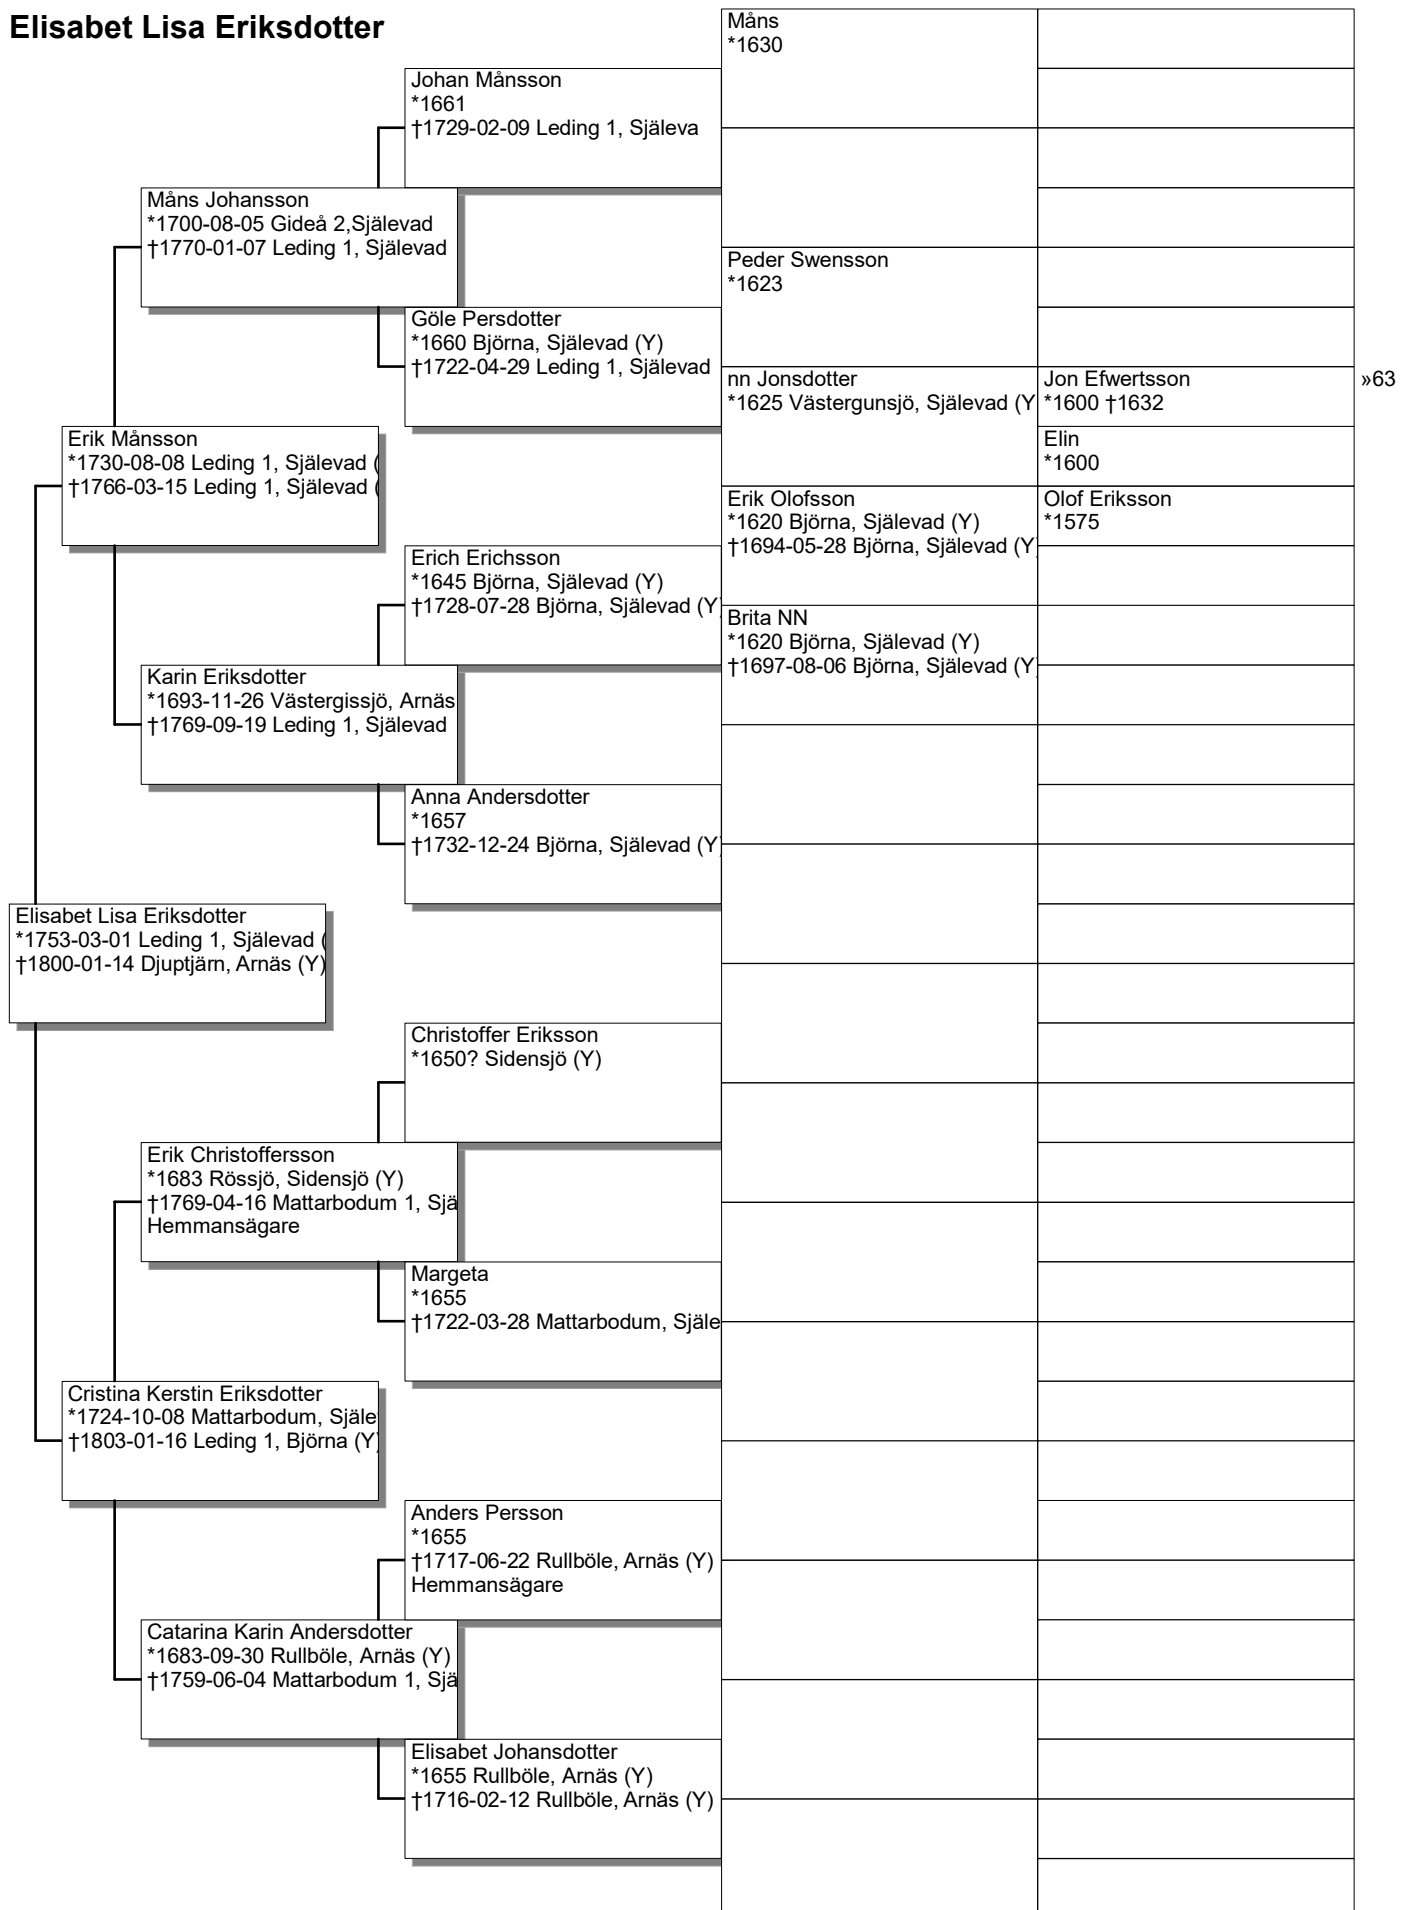 Elisabet Lisa Eriksdotter
Måns
*1630
Johan Månsson
*1661
†1729-02-09 Leding 1, Själeva
Måns Johansson
*1700-08-05 Gideå 2,Själevad
†1770-01-07 Leding 1, Själevad
Peder Swensson
*1623
Göle Persdotter
*1660 Björna, Själevad (Y)
†1722-04-29 Leding 1, Själevad
nn Jonsdotter
*1625 Västergunsjö, Själevad (Y
Jon Efwertsson
*1600 †1632
»63
Elin
*1600
Erik Månsson
*1730-08-08 Leding 1, Själevad (
†1766-03-15 Leding 1, Själevad (
Erik Olofsson
*1620 Björna, Själevad (Y)
†1694-05-28 Björna, Själevad (Y
Olof Eriksson
*1575
Erich Erichsson
*1645 Björna, Själevad (Y)
†1728-07-28 Björna, Själevad (Y
Brita NN
*1620 Björna, Själevad (Y)
†1697-08-06 Björna, Själevad (Y
Karin Eriksdotter
*1693-11-26 Västergissjö, Arnäs
†1769-09-19 Leding 1, Själevad
Anna Andersdotter
*1657
†1732-12-24 Björna, Själevad (Y
Elisabet Lisa Eriksdotter
*1753-03-01 Leding 1, Själevad (
†1800-01-14 Djuptjärn, Arnäs (Y)
Christoffer Eriksson
*1650? Sidensjö (Y)
Erik Christoffersson
*1683 Rössjö, Sidensjö (Y)
†1769-04-16 Mattarbodum 1, Sjä
Hemmansägare
Margeta
*1655
†1722-03-28 Mattarbodum, Själe
Cristina Kerstin Eriksdotter
*1724-10-08 Mattarbodum, Själe
†1803-01-16 Leding 1, Björna (Y)
Anders Persson
*1655
†1717-06-22 Rullböle, Arnäs (Y)
Hemmansägare
Catarina Karin Andersdotter
*1683-09-30 Rullböle, Arnäs (Y)
†1759-06-04 Mattarbodum 1, Sjä
Elisabet Johansdotter
*1655 Rullböle, Arnäs (Y)
†1716-02-12 Rullböle, Arnäs (Y)